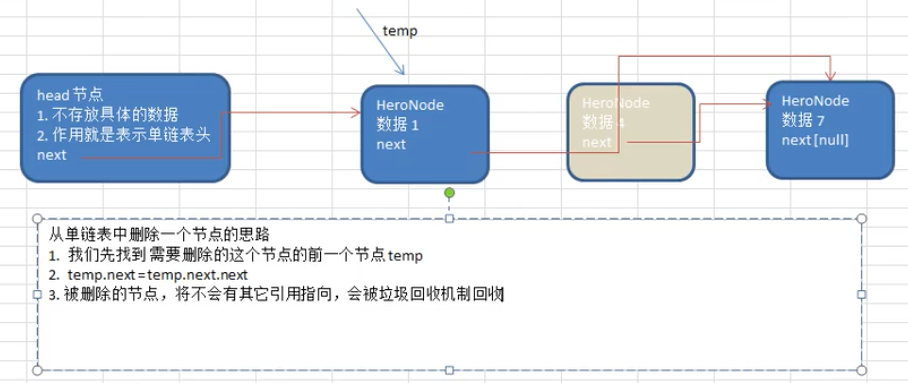 temp
head 节点
1. 不存放具体的数据
2. 作用就是表示单链表头
next
HeroNode
数据 1
next
HeroNode
数据 4
next
HeroNode
数据 7
next[null]
从单链表中删除一个节点的思路
1. 我们先找到 需要删除的这个节点的前一个节点 temp
2. temp.next=temp.next.next
3. 被删除的节点，将不会有其它引用指向，会被垃圾回收机制回收